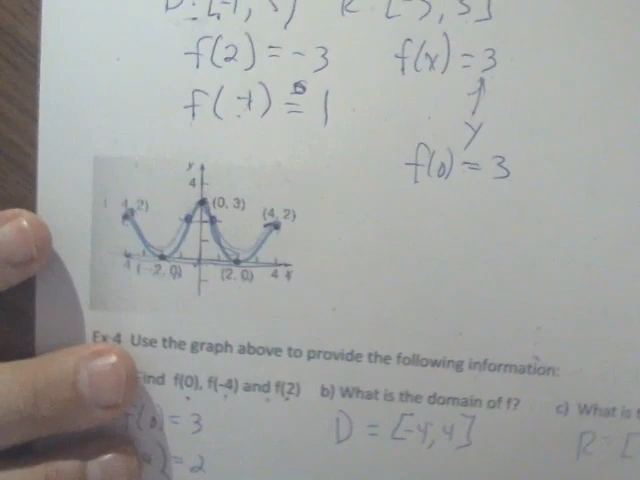 f(2) = -3 f(x) = 3
f(-1) = 1
y
f(0) = 3
y
4
(0, 3)
(4, 2)
(-2, 0) (2, 0) 4 x
Ex 4 Use the graph above to provide the following information:
find f(0), f(-4) and f(2) b) What is the domain of f? c) What is
f(0) = 3 D = [-4, 4] R = [
= 2